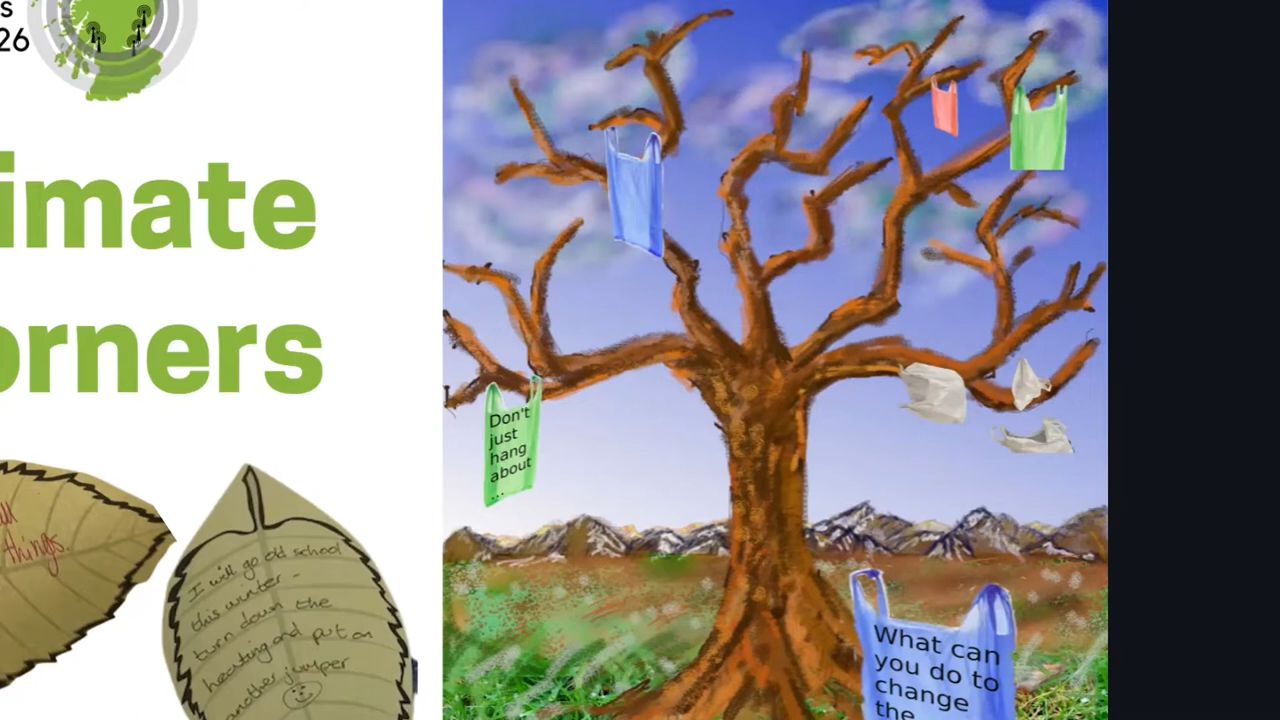 s
26
imate
orners
things.
I will go old school
this winter -
turn down the
heating and put on
another jumper
Don't
just
hang
about
...
What can
you do to
change
the